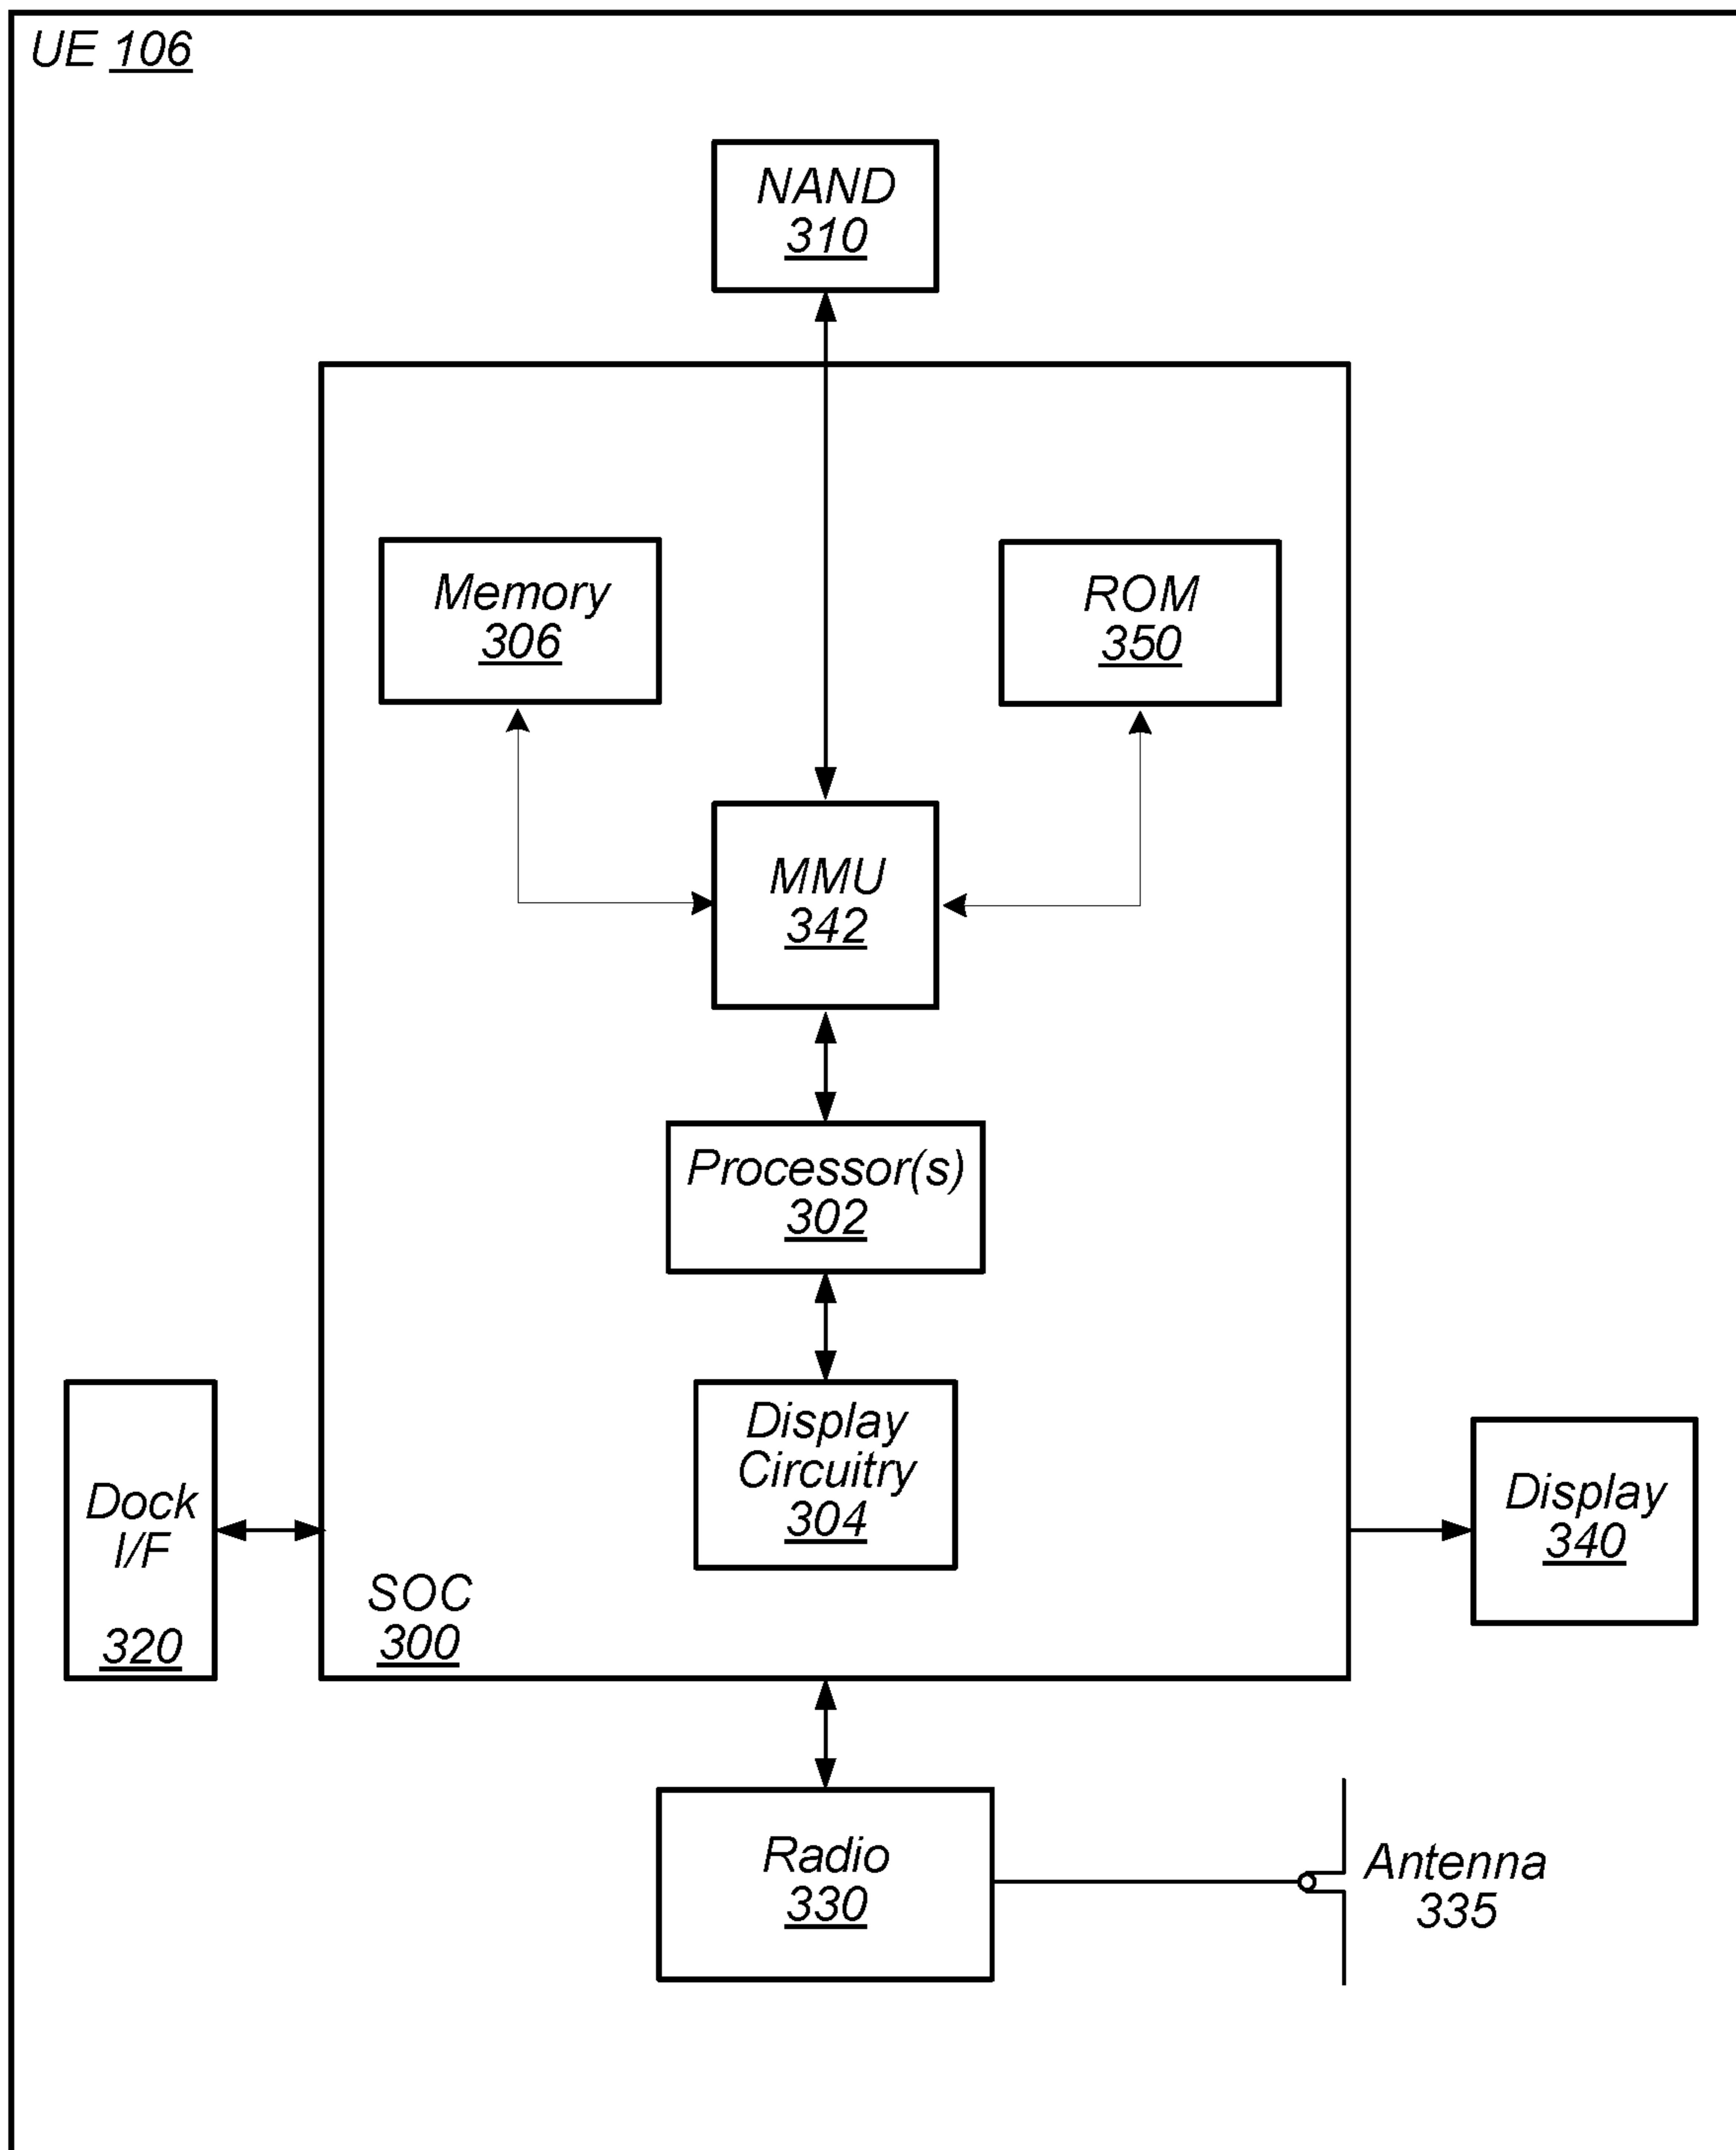 UE 106
NAND
310
Memory
306
ROM
350
MMU
342
Processor(s)
302
Display
Circuitry
304
Dock
I/F
320
SOC
300
Display
340
Radio
330
Antenna
335